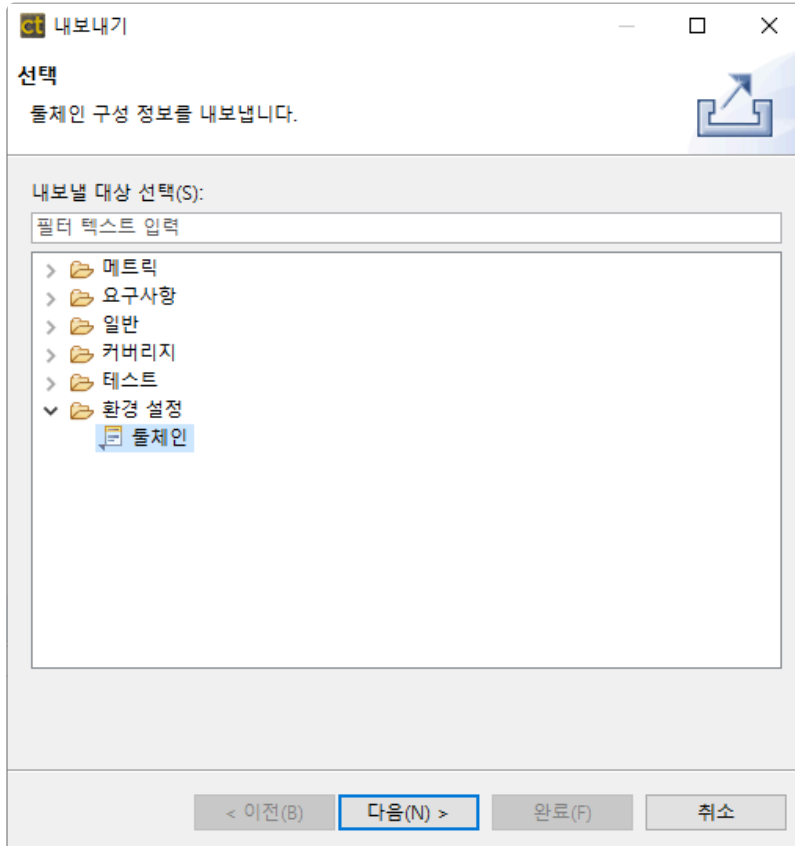 ct 내보내기
선택
툴체인 구성 정보를 내보냅니다.
내보낼 대상 선택(S):
필터 텍스트 입력
메트릭
요구사항
일반
커버리지
테스트
환경 설정
툴체인
< 이전(B) 다음(N) > 완료(F) 취소